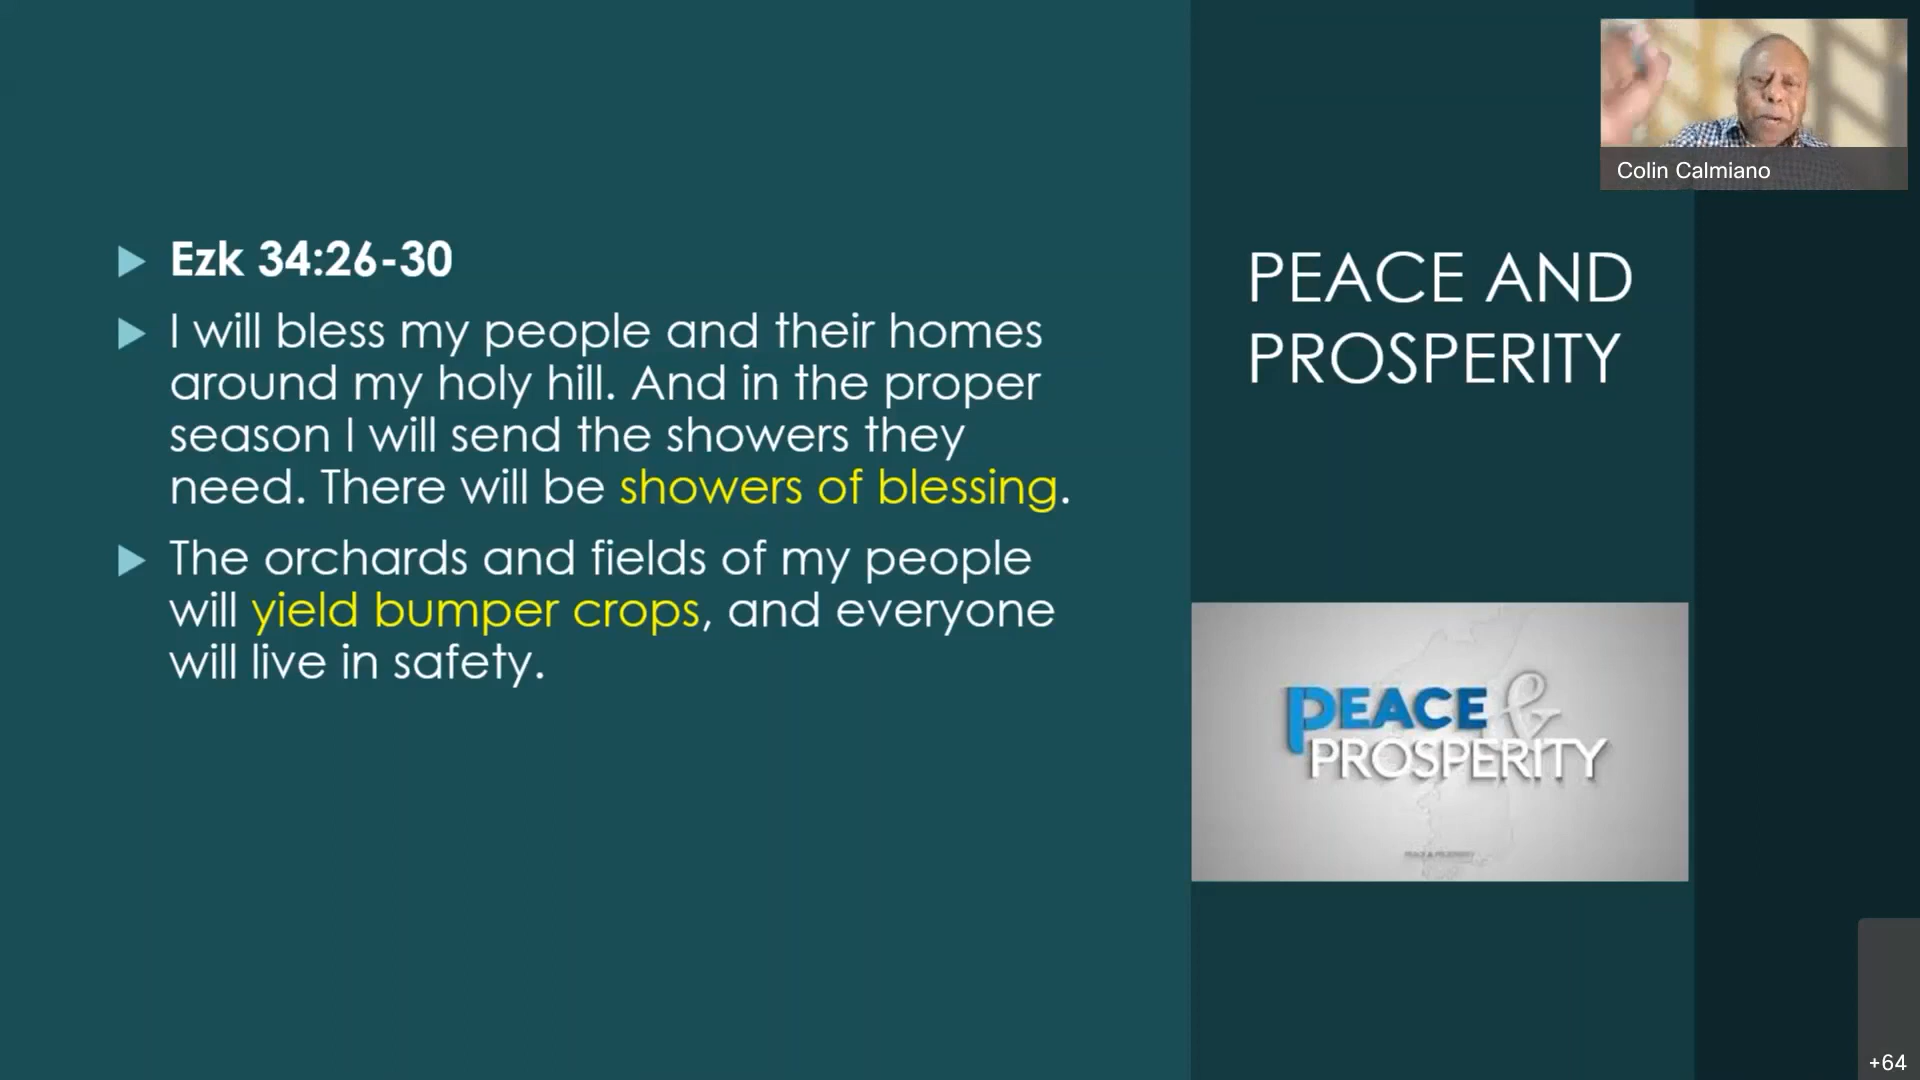 Ezk 34:26-30
I will bless my people and their homes
around my holy hill. And in the proper
season I will send the showers they
need. There will be showers of blessing.
The orchards and fields of my people
will yield bumper crops, and everyone
will live in safety.
PEACE AND
PROSPERITY
PEACE &
PROSPERITY
PEACE & PROSPERITY
Colin Calmiano
+64